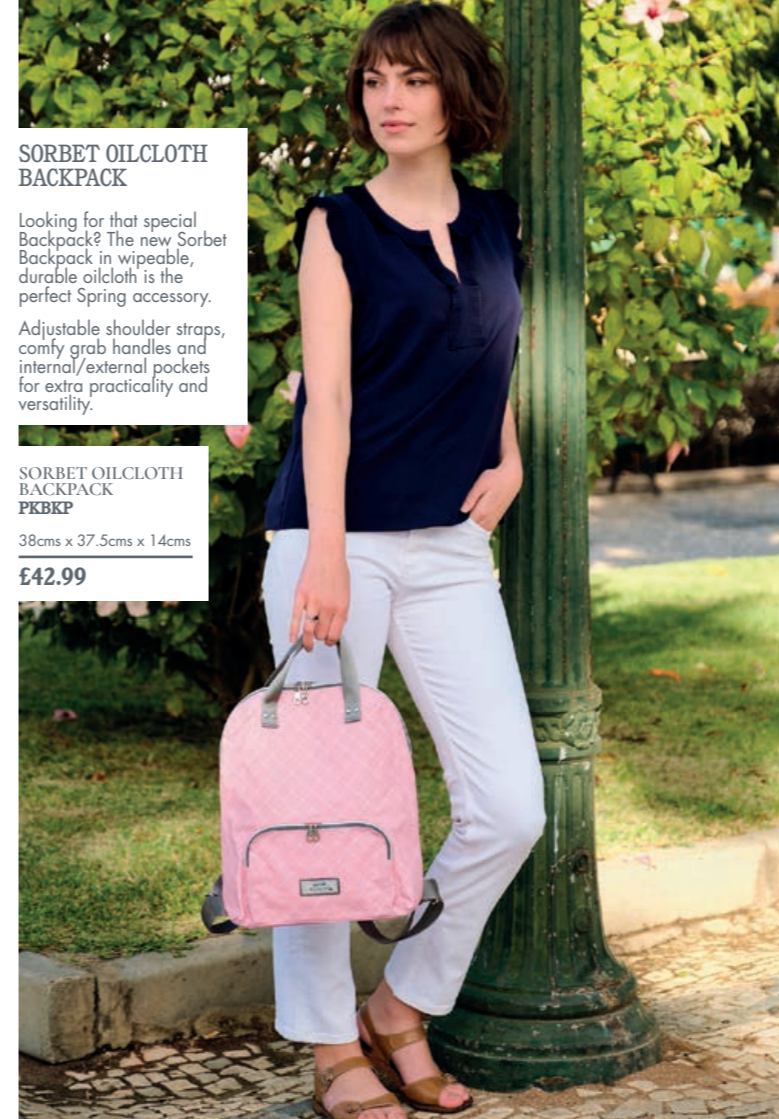 SORBET OILCLOTH
BACKPACK
Looking for that special
Backpack? The new Sorbet
Backpack in wipeable,
durable oilcloth is the
perfect Spring accessory.
Adjustable shoulder straps,
comfy grab handles and
internal/external pockets
for extra practicality and
versatility.
SORBET OILCLOTH
BACKPACK
PKBKP
38cms x 37.5cms x 14cms
£42.99